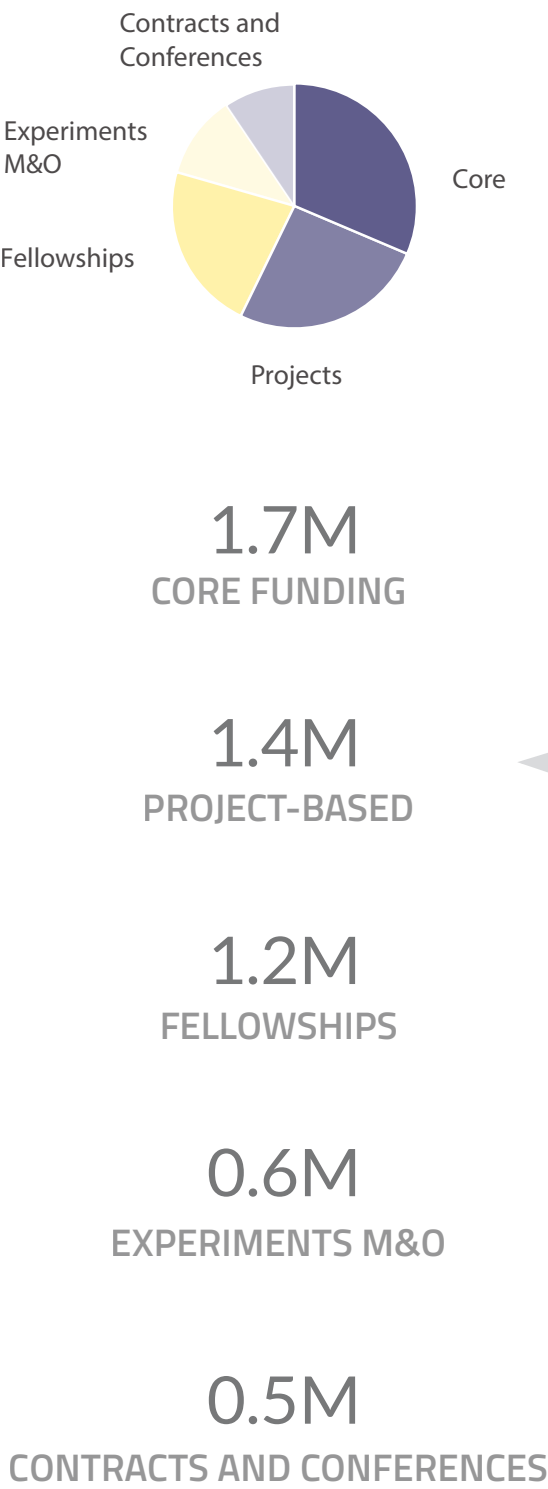 Contracts and
Conferences
Experiments
M&O
Core
Fellowships
Projects
1.7M
CORE FUNDING
1.4M
PROJECT-BASED
1.2M
FELLOWSHIPS
0.6M
EXPERIMENTS M&O
0.5M
CONTRACTS AND CONFERENCES